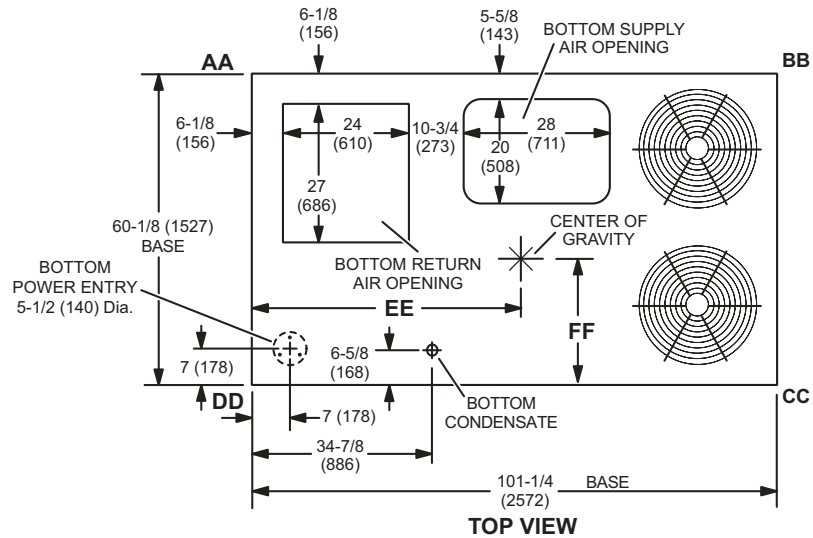 6-1/8
(156)
5-5/8
(143)
BOTTOM SUPPLY
AIR OPENING
AA
BB
6-1/8
(156)
24
(610)
10-3/4
(273)
28
(711)
20
(508)
27
(686)
60-1/8 (1527)
BASE
CENTER OF
GRAVITY
BOTTOM
POWER ENTRY
5-1/2 (140) Dia.
BOTTOM RETURN
AIR OPENING
EE
FF
7 (178)
6-5/8
(168)
DD
CC
7 (178)
BOTTOM
CONDENSATE
34-7/8
(886)
101-1/4
(2572)
BASE
TOP VIEW